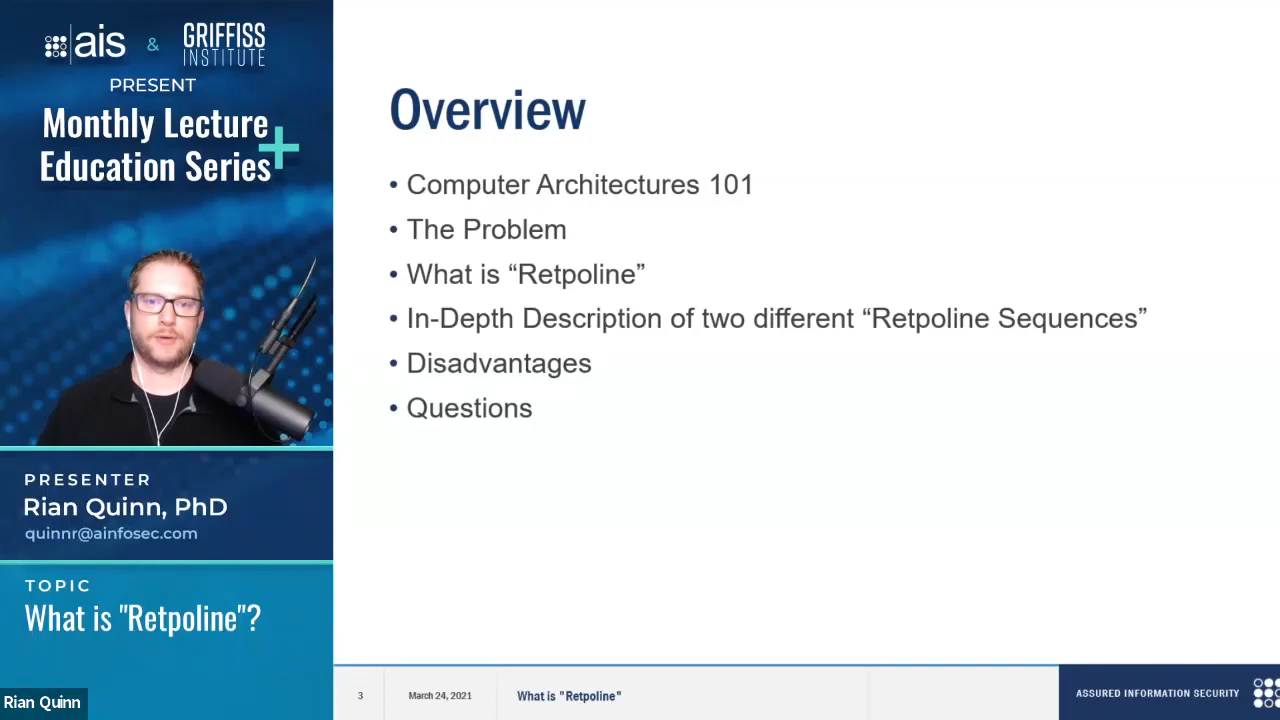 ais & GRIFFISS INSTITUTE
PRESENT
Monthly Lecture
Education Series
PRESENTER
Rian Quinn, PhD
quinnr@ainfosec.com
TOPIC
What is "Retpoline"?
Rian Quinn
Overview
• Computer Architectures 101
• The Problem
• What is “Retpoline”
• In-Depth Description of two different “Retpoline Sequences”
• Disadvantages
• Questions
3
March 24, 2021
What is "Retpoline"
ASSURED INFORMATION SECURITY